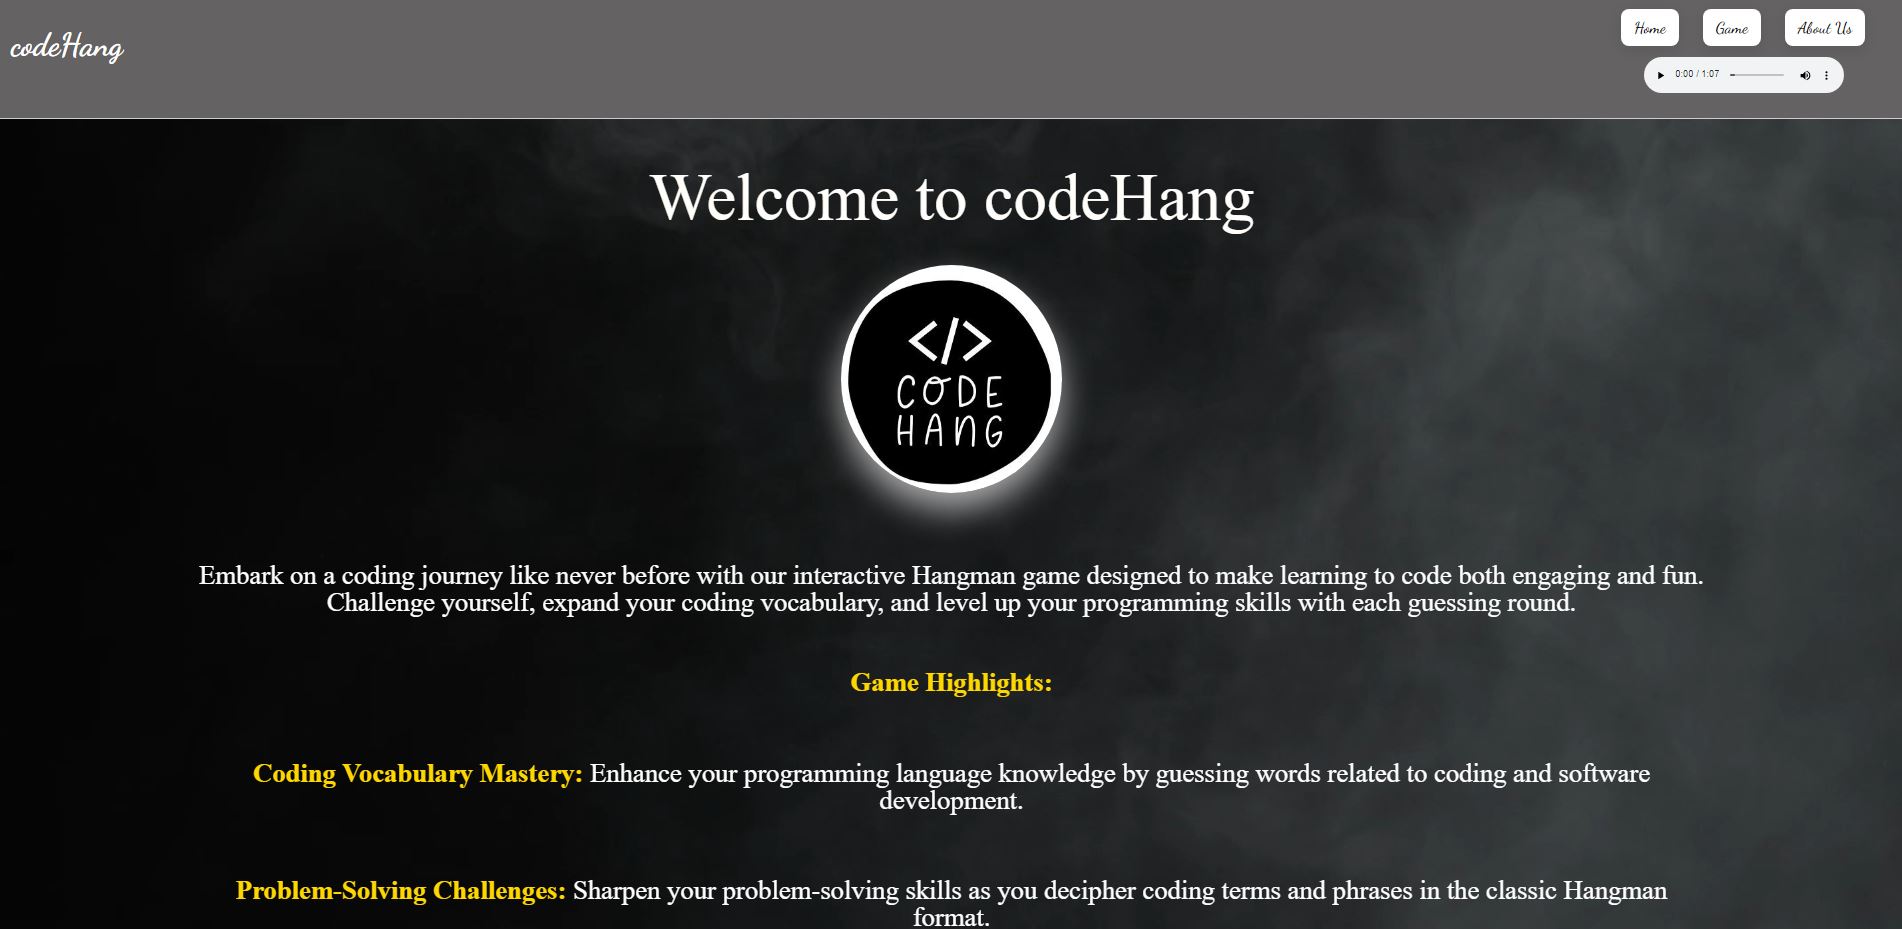 codeHang
Home
Game
About Us
0:00 / 1:07
Welcome to codeHang
</>
CODE
HANG
Embark on a coding journey like never before with our interactive Hangman game designed to make learning to code both engaging and fun.
Challenge yourself, expand your coding vocabulary, and level up your programming skills with each guessing round.
Game Highlights:
Coding Vocabulary Mastery: Enhance your programming language knowledge by guessing words related to coding and software
development.
Problem-Solving Challenges: Sharpen your problem-solving skills as you decipher coding terms and phrases in the classic Hangman
format.